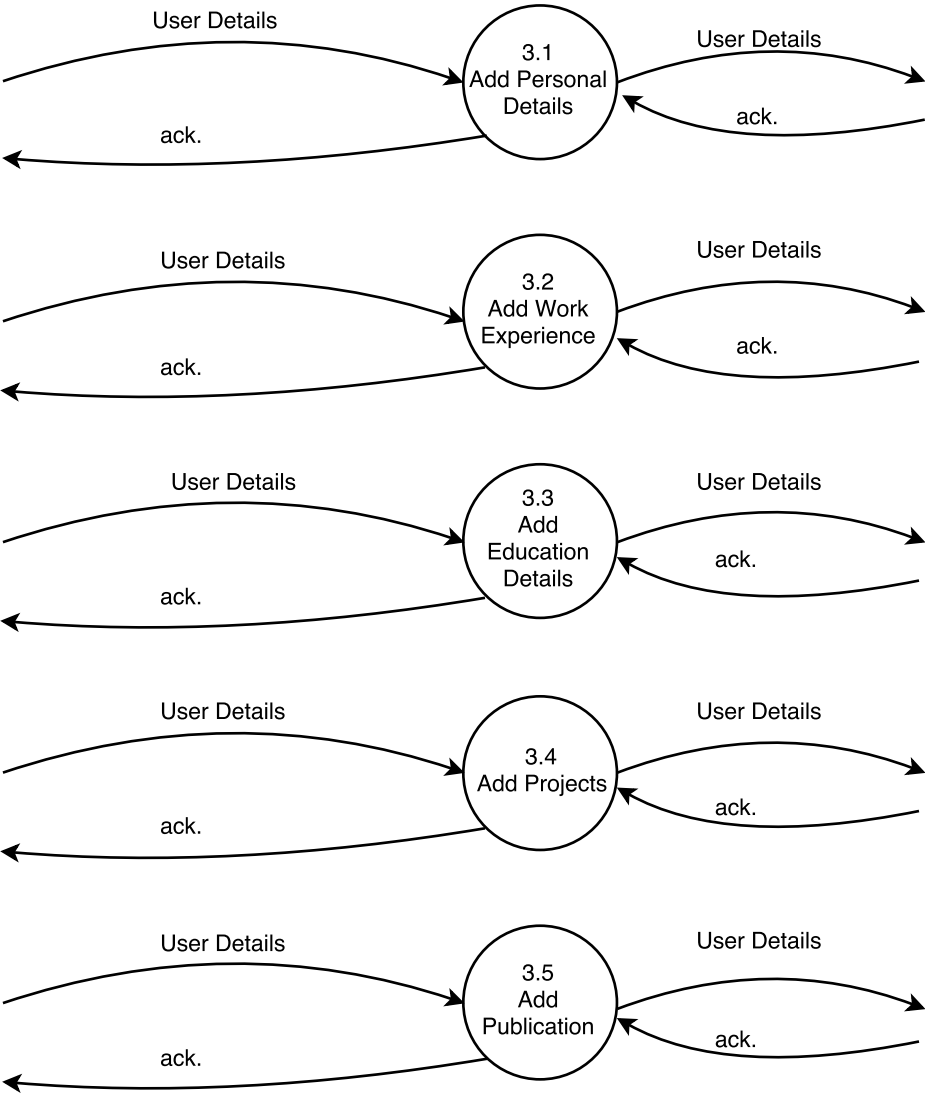 User Details
3.1
Add Personal
Details
User Details
ack.
ack.
User Details
3.2
Add Work
Experience
User Details
ack.
ack.
User Details
3.3
Add
Education
Details
User Details
ack.
ack.
User Details
3.4
Add Projects
User Details
ack.
ack.
User Details
3.5
Add
Publication
User Details
ack.
ack.